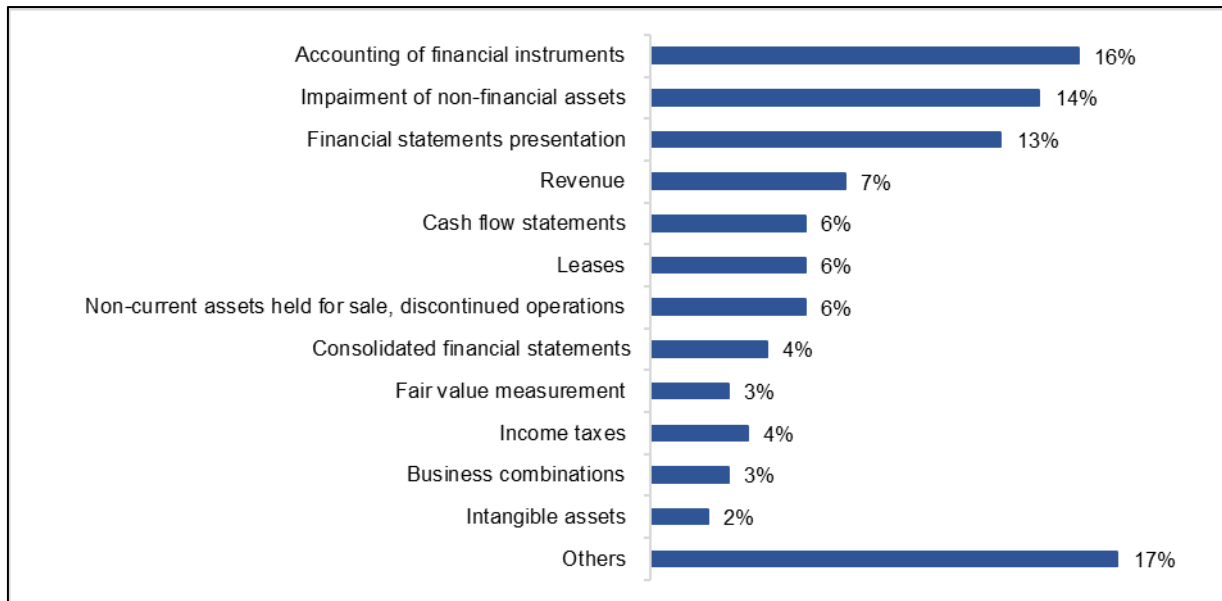 Accounting of financial instruments 16%
Impairment of non-financial assets 14%
Financial statements presentation 13%
Revenue 7%
Cash flow statements 6%
Leases 6%
Non-current assets held for sale, discontinued operations 6%
Consolidated financial statements 4%
Fair value measurement 3%
Income taxes 4%
Business combinations 3%
Intangible assets 2%
Others 17%